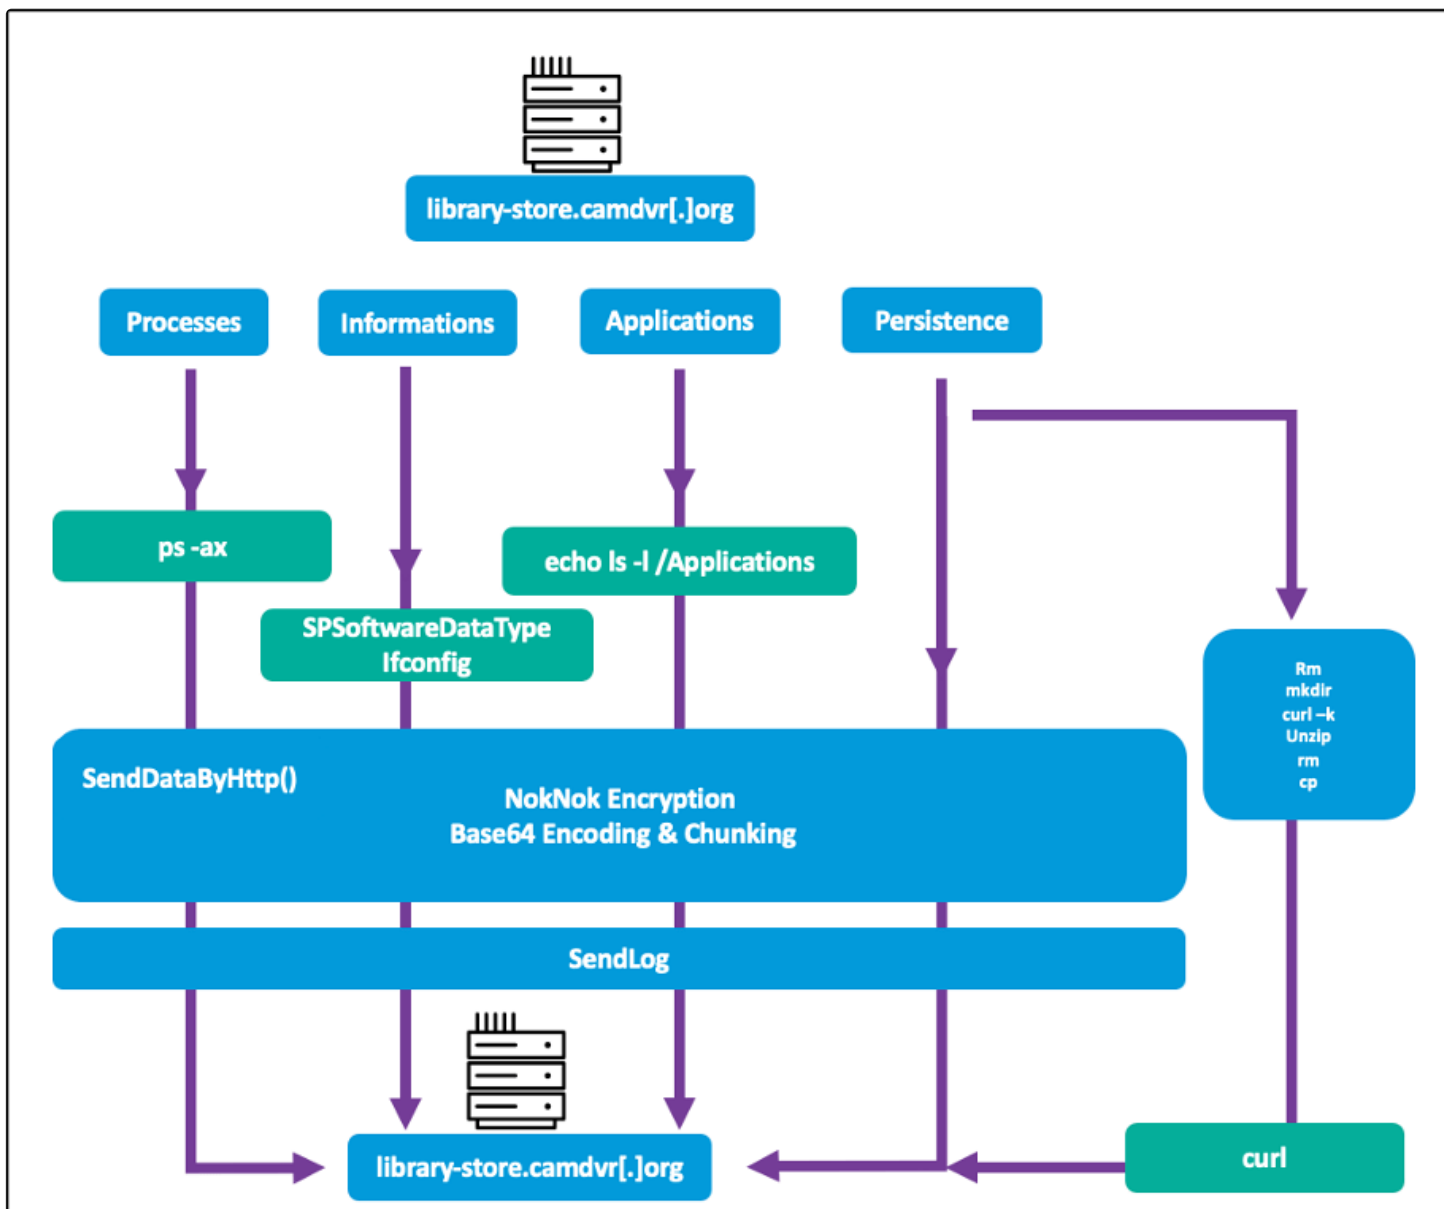 library-store.camdvr[.]org
Processes
Informations
Applications
Persistence
ps -ax
echo ls -l /Applications
SPSoftwareDataType
Ifconfig
Rm
mkdir
curl –k
Unzip
rm
cp
SendDataByHttp()
NokNok Encryption
Base64 Encoding & Chunking
SendLog
library-store.camdvr[.]org
curl